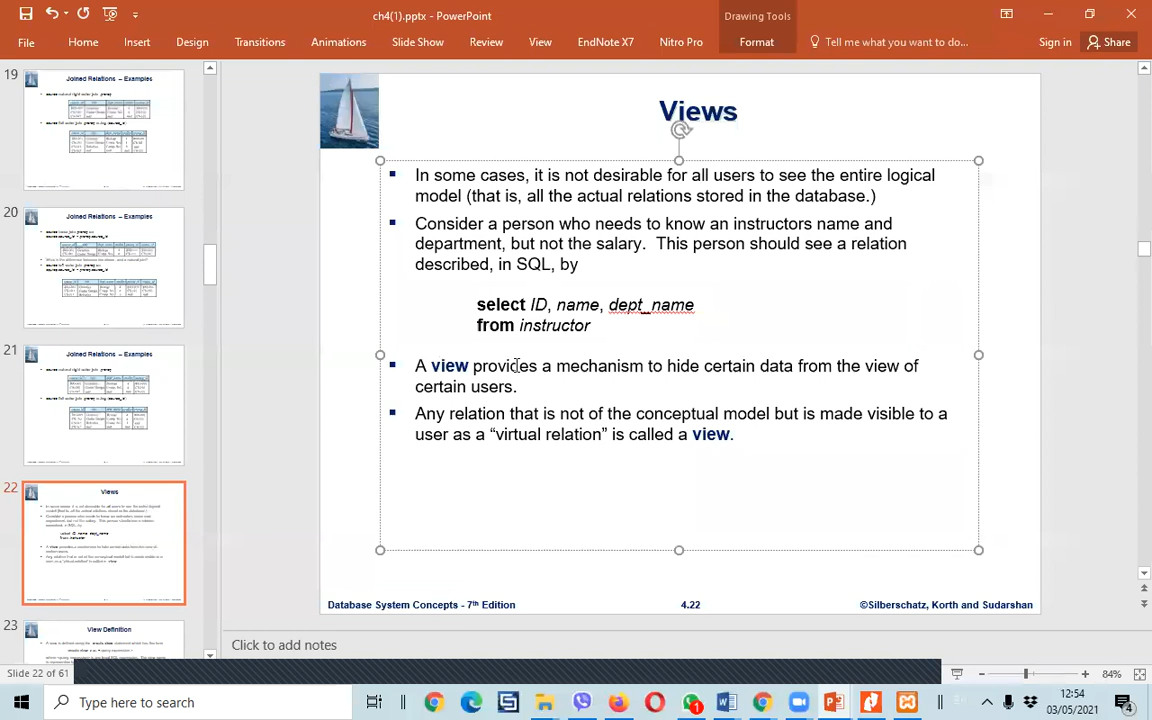 ch4(1).pptx - PowerPoint
Drawing Tools
File Home Insert Design Transitions Animations Slide Show Review View EndNote X7 Nitro Pro Format Tell me what you want to do... Sign in Share
19
Joined Relations – Examples
20
Joined Relations – Examples
21
Joined Relations – Examples
22
Views
23
View Definition
Views
In some cases, it is not desirable for all users to see the entire logical
model (that is, all the actual relations stored in the database.)
Consider a person who needs to know an instructors name and
department, but not the salary. This person should see a relation
described, in SQL, by
select ID, name, dept_name
from instructor
A view provides a mechanism to hide certain data from the view of
certain users.
Any relation that is not of the conceptual model but is made visible to a
user as a “virtual relation” is called a view.
Database System Concepts - 7th Edition 4.22 ©Silberschatz, Korth and Sudarshan
Click to add notes
Slide 22 of 61 84%
Type here to search
1
12:54
03/05/2021
4